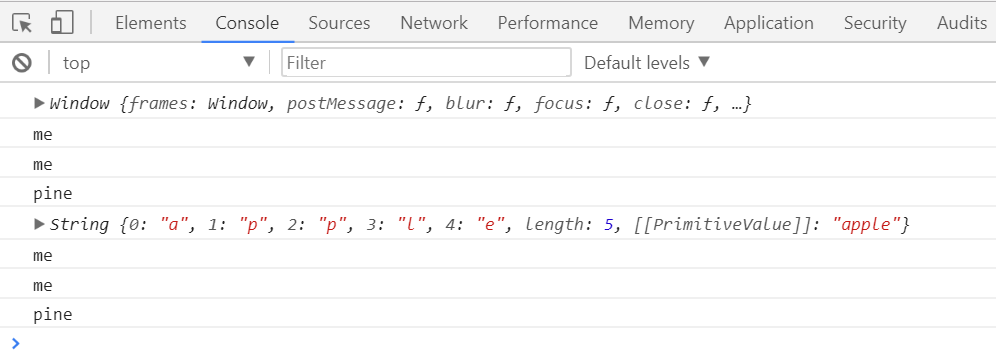 Elements Console Sources Network Performance Memory Application Security Audits
top ▼ Filter Default levels ▼
▶Window {frames: Window, postMessage: ƒ, blur: ƒ, focus: ƒ, close: ƒ, …}
me
me
pine
▶String {0: "a", 1: "p", 2: "p", 3: "l", 4: "e", length: 5, [[PrimitiveValue]]: "apple"}
me
me
pine
>